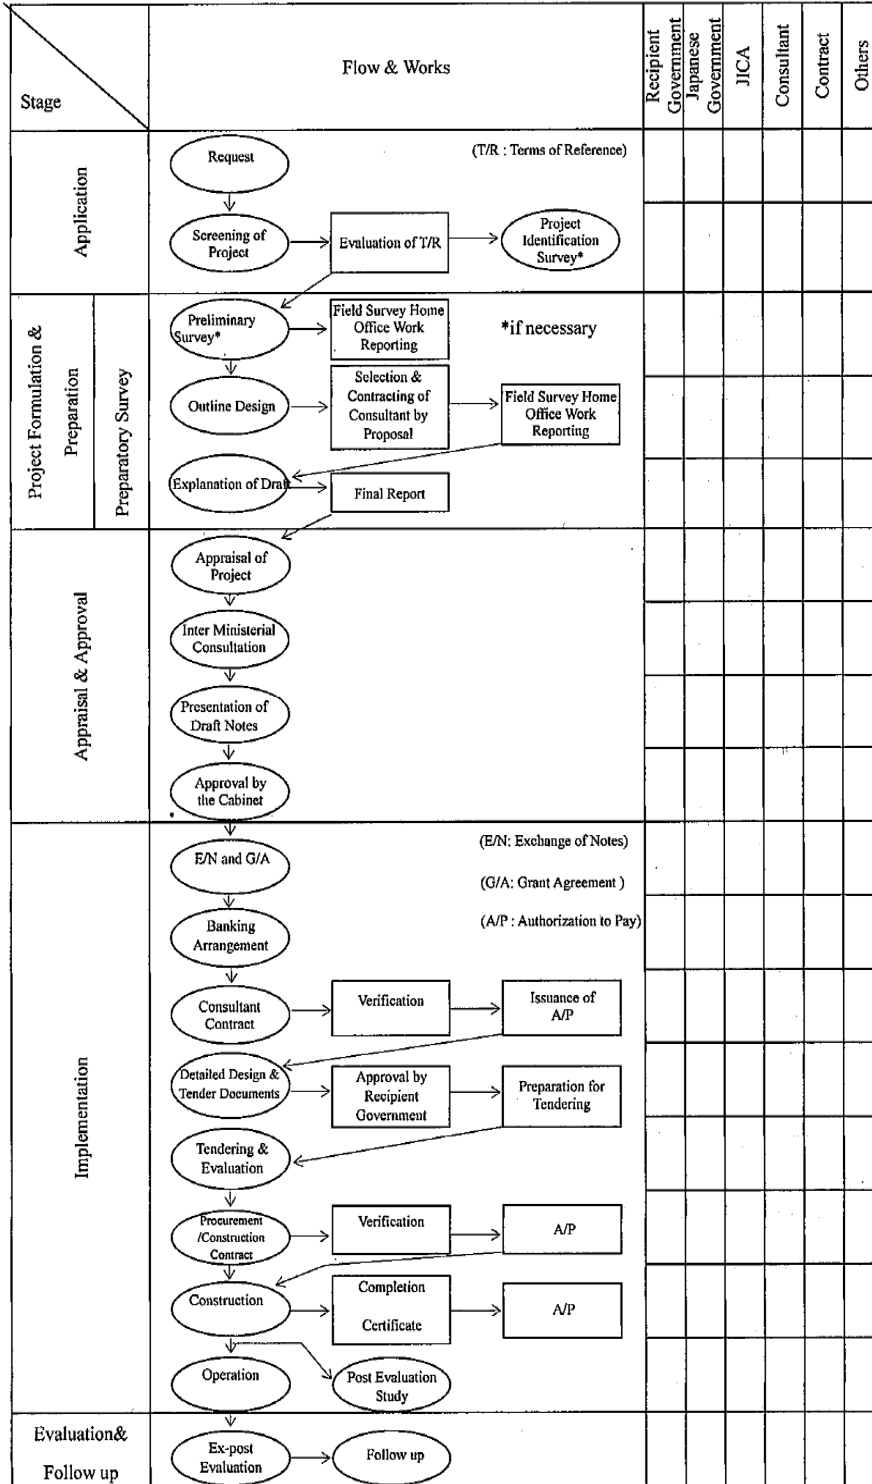 Stage
Flow & Works
Recipient
Government
Japanese
Government
JICA
Consultant
Contract
Others
Application
Request
(T/R : Terms of Reference)
Screening of
Project
Evaluation of T/R
Project
Identification
Survey*
Project Formulation &
Preparation
Preparatory Survey
Preliminary
Survey*
Field Survey Home
Office Work
Reporting
*if necessary
Outline Design
Selection &
Contracting of
Consultant by
Proposal
Field Survey Home
Office Work
Reporting
Explanation of Draft
Final Report
Appraisal & Approval
Appraisal of
Project
Inter Ministerial
Consultation
Presentation of
Draft Notes
Approval by
the Cabinet
Implementation
E/N and G/A
(E/N: Exchange of Notes)
(G/A: Grant Agreement )
(A/P : Authorization to Pay)
Banking
Arrangement
Consultant
Contract
Verification
Issuance of
A/P
Detailed Design &
Tender Documents
Approval by
Recipient
Government
Preparation for
Tendering
Tendering &
Evaluation
Procurement
/Construction
Contract
Verification
A/P
Construction
Completion
Certificate
A/P
Operation
Post Evaluation
Study
Evaluation&
Follow up
Ex-post
Evaluation
Follow up